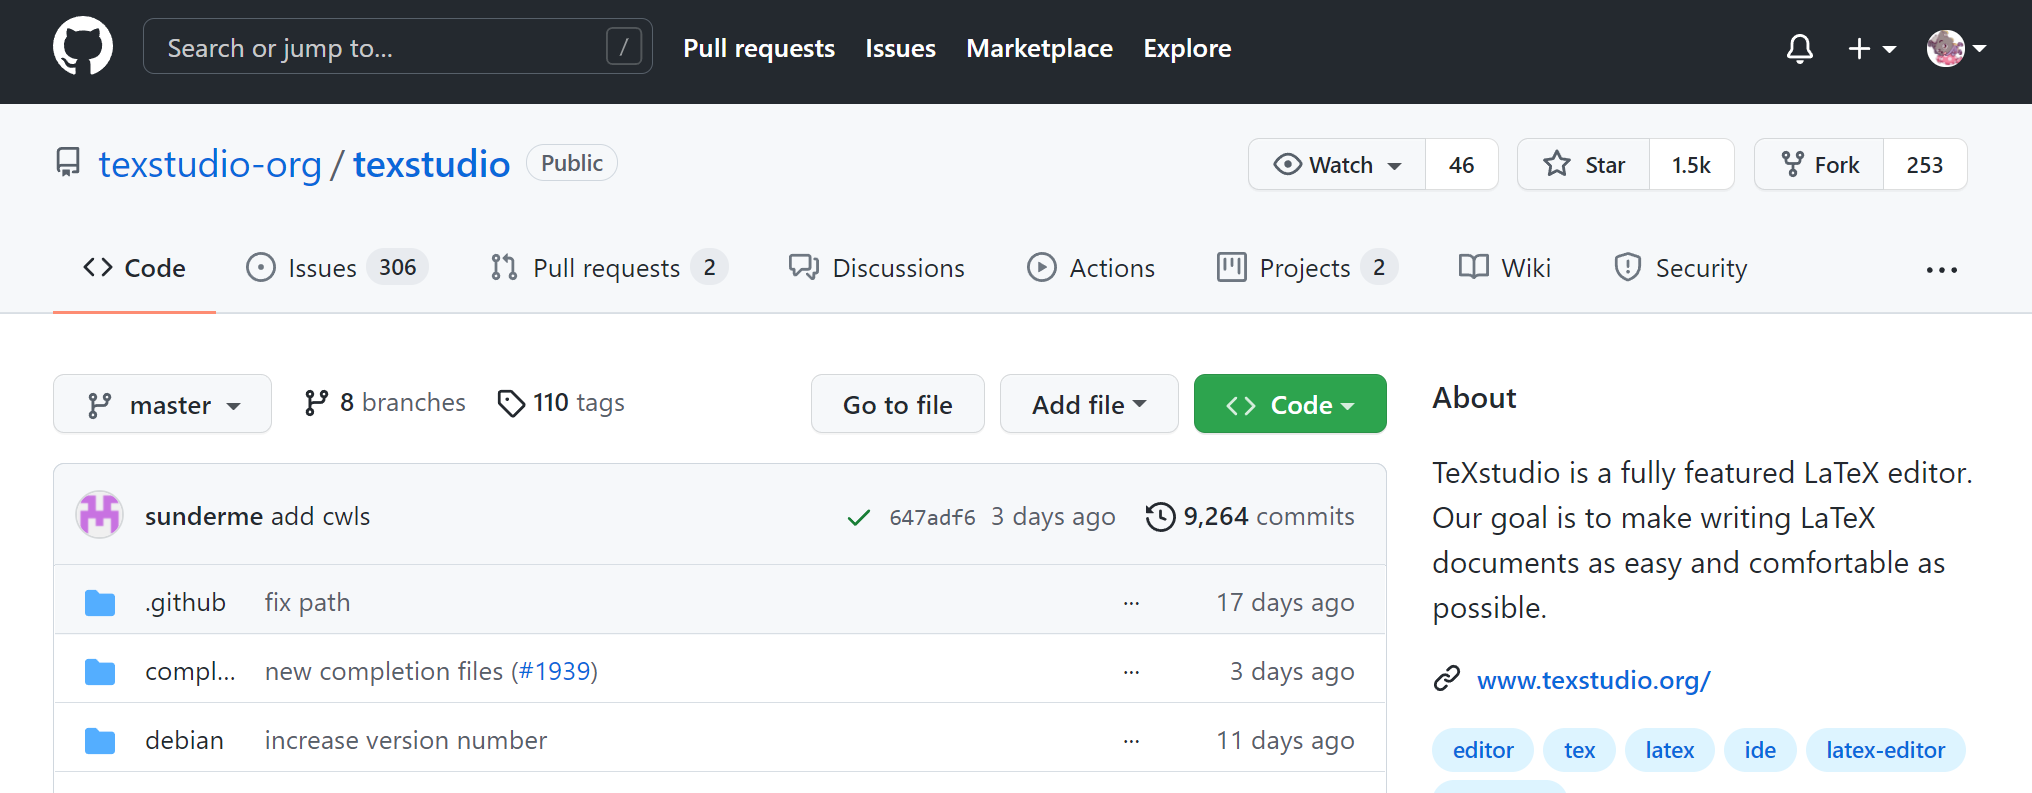 Search or jump to... / Pull requests Issues Marketplace Explore
texstudio-org / texstudio Public Watch 46 Star 1.5k Fork 253
Code Issues 306 Pull requests 2 Discussions Actions Projects 2 Wiki Security ...
master 8 branches 110 tags Go to file Add file Code
sunderme add cwls 647adf6 3 days ago 9,264 commits
.github fix path ... 17 days ago
compl... new completion files (#1939) ... 3 days ago
debian increase version number ... 11 days ago
About
TeXstudio is a fully featured LaTeX editor.
Our goal is to make writing LaTeX
documents as easy and comfortable as
possible.
www.texstudio.org/
editor tex latex ide latex-editor